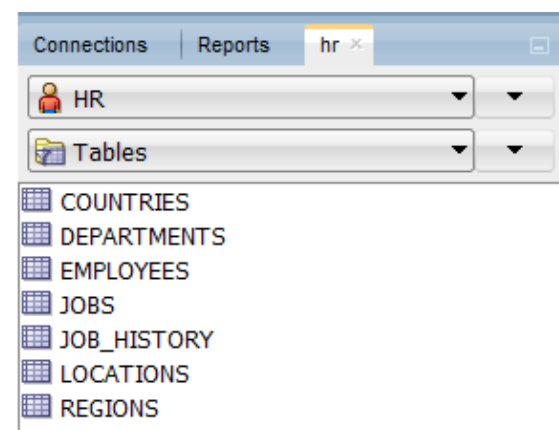 Connections Reports hr
HR
Tables
COUNTRIES
DEPARTMENTS
EMPLOYEES
JOBS
JOB_HISTORY
LOCATIONS
REGIONS